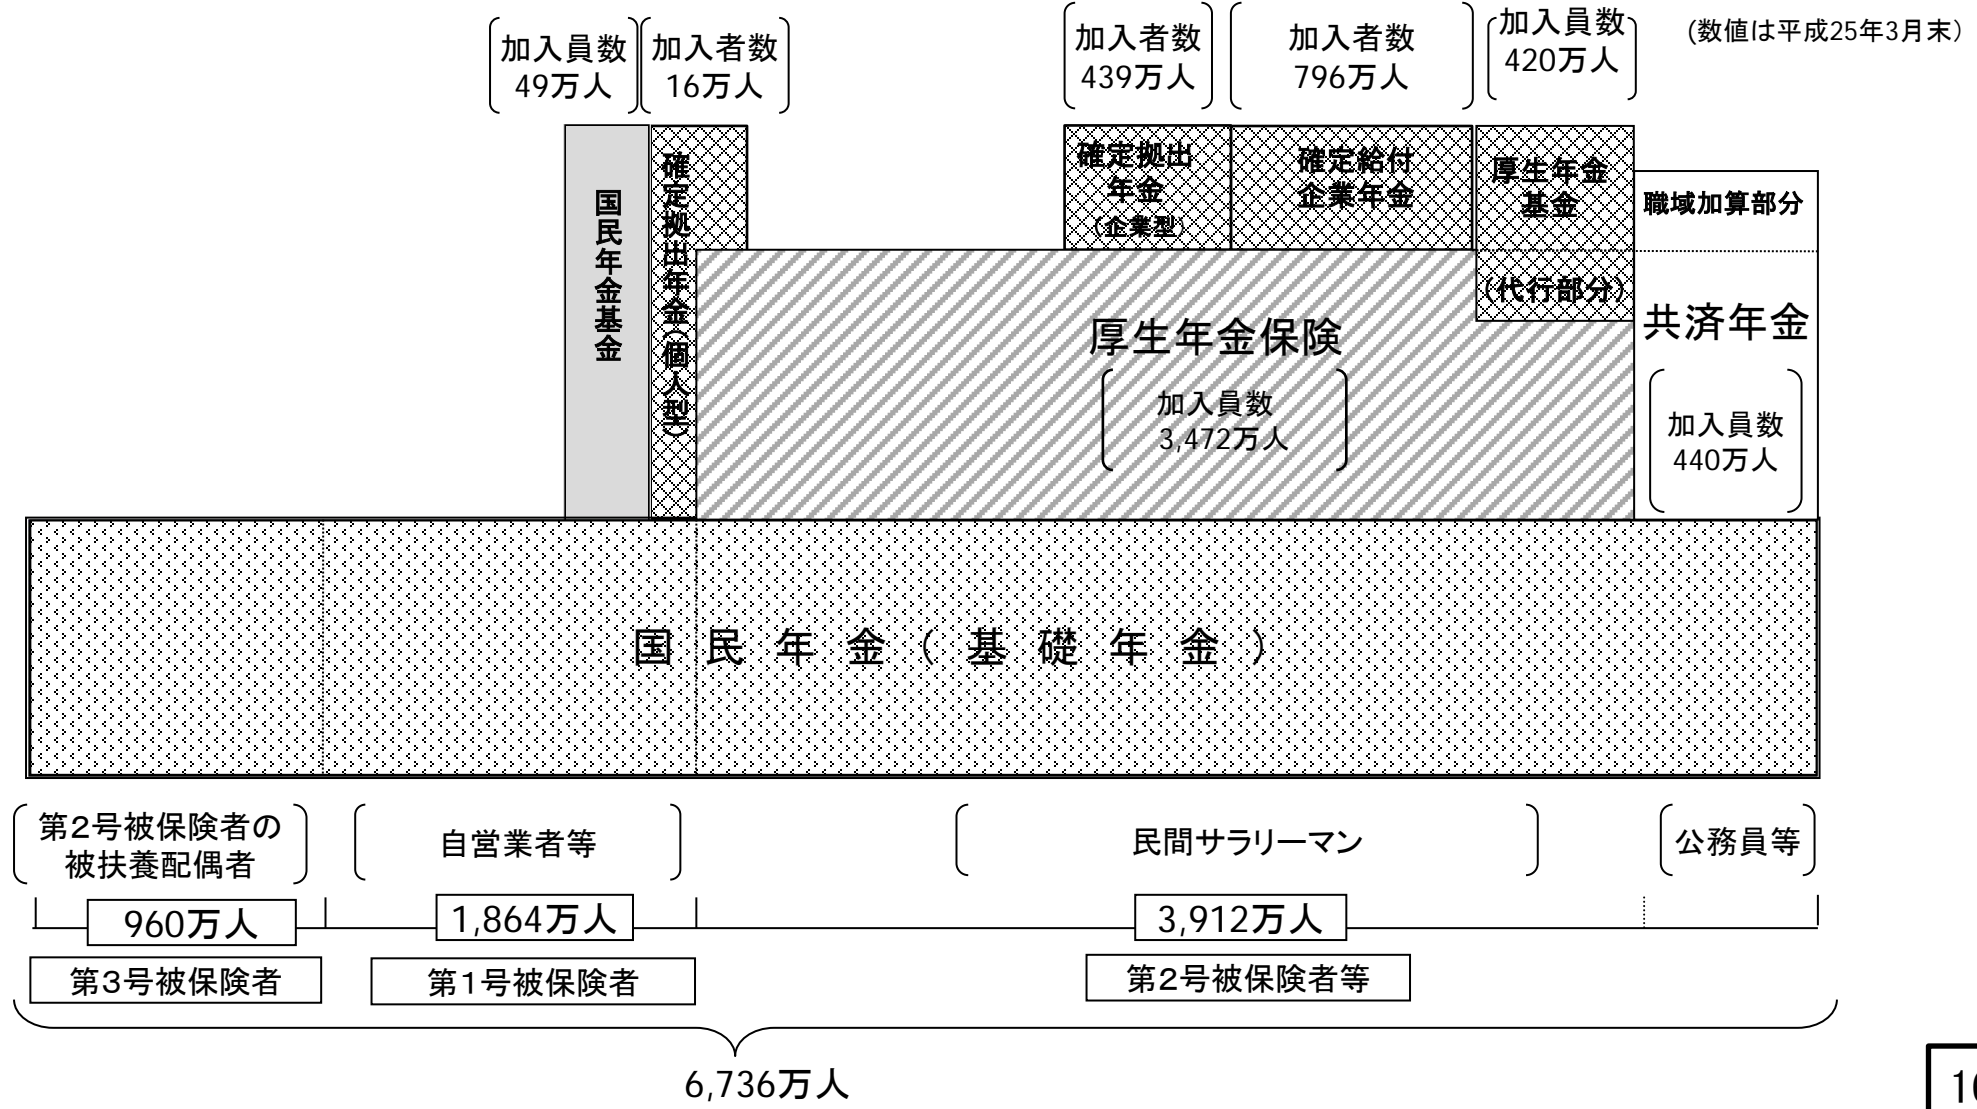 (数値は平成25年3月末)
加入員数
49万人
加入者数
16万人
加入者数
439万人
加入者数
796万人
加入員数
420万人
国民年金基金
確定拠出年金(個人型)
確定拠出
年金
(企業型)
確定給付
企業年金
厚生年金
基金
(代行部分)
職域加算部分
厚生年金保険
加入員数
3,472万人
共済年金
加入員数
440万人
国民年金(基礎年金)
第2号被保険者の
被扶養配偶者
自営業者等
民間サラリーマン
公務員等
960万人
1,864万人
3,912万人
第3号被保険者
第1号被保険者
第2号被保険者等
6,736万人